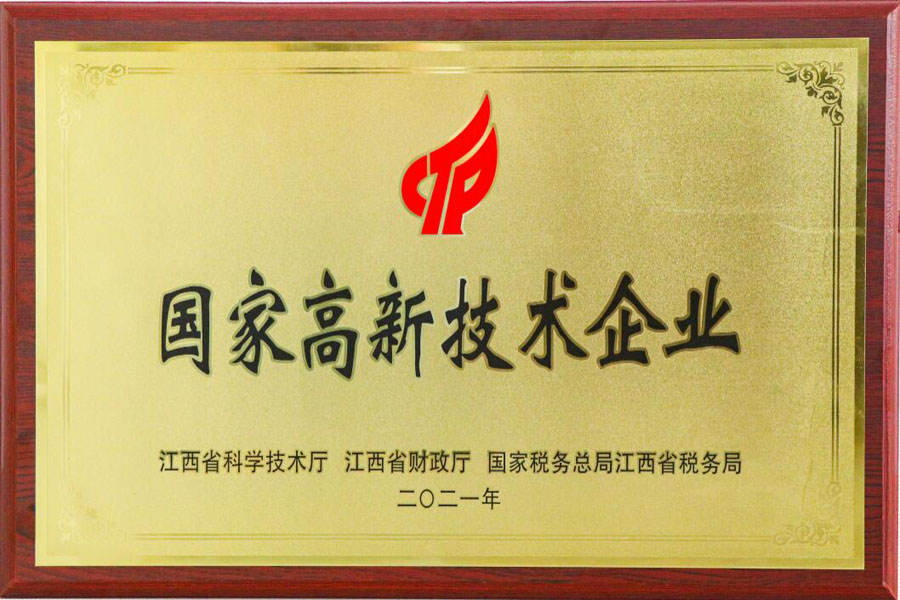 国家高新技术企业
江西省科学技术厅 江西省财政厅 国家税务总局江西省税务局
二〇二一年